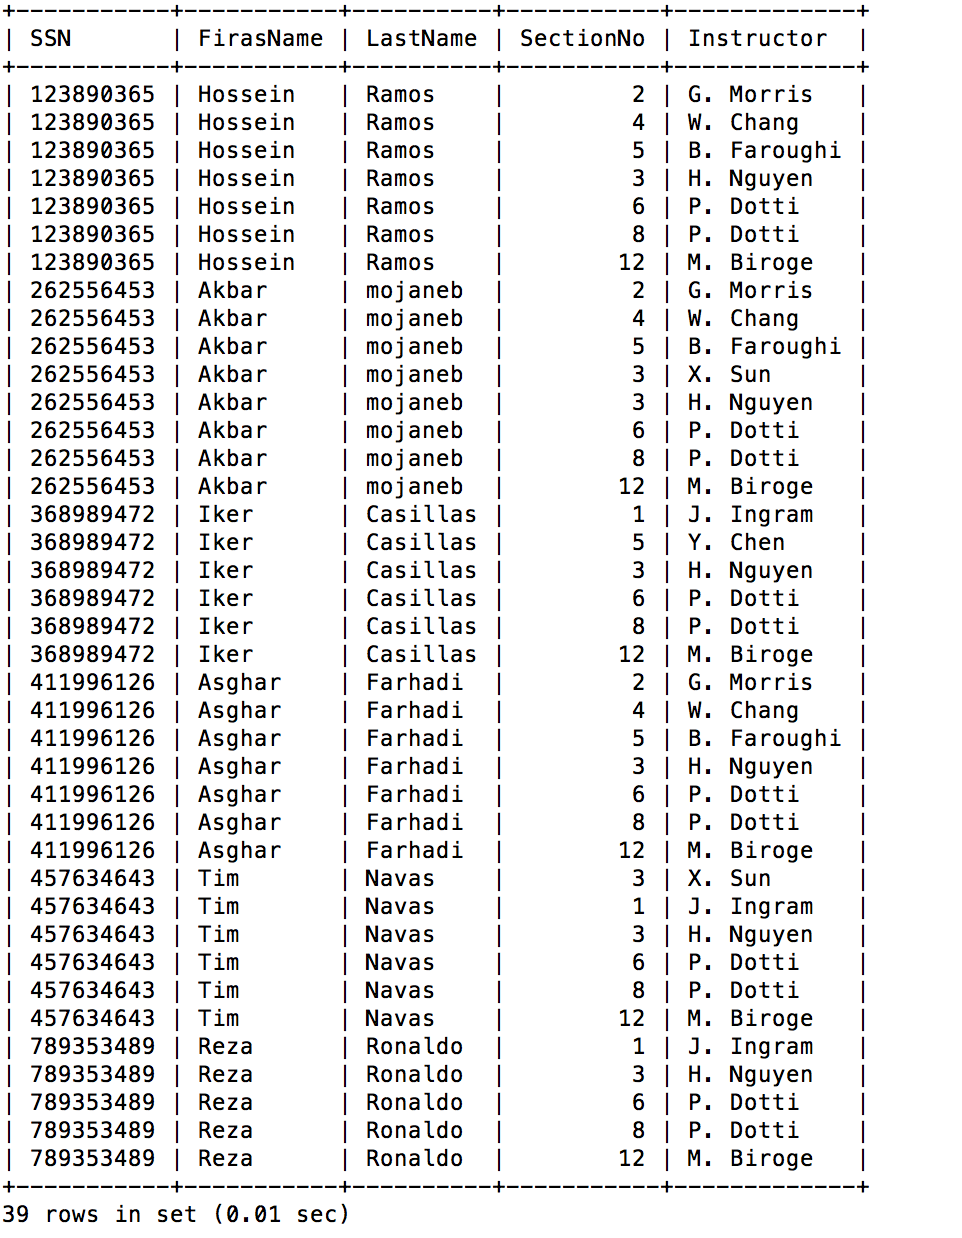 +-----------+-----------+----------+-----------+-------------+
| SSN       | FirasName | LastName | SectionNo | Instructor  |
+-----------+-----------+----------+-----------+-------------+
| 123890365 | Hossein   | Ramos    |         2 | G. Morris   |
| 123890365 | Hossein   | Ramos    |         4 | W. Chang    |
| 123890365 | Hossein   | Ramos    |         5 | B. Faroughi |
| 123890365 | Hossein   | Ramos    |         3 | H. Nguyen   |
| 123890365 | Hossein   | Ramos    |         6 | P. Dotti    |
| 123890365 | Hossein   | Ramos    |         8 | P. Dotti    |
| 123890365 | Hossein   | Ramos    |        12 | M. Biroge   |
| 262556453 | Akbar     | mojaneb  |         2 | G. Morris   |
| 262556453 | Akbar     | mojaneb  |         4 | W. Chang    |
| 262556453 | Akbar     | mojaneb  |         5 | B. Faroughi |
| 262556453 | Akbar     | mojaneb  |         3 | X. Sun      |
| 262556453 | Akbar     | mojaneb  |         3 | H. Nguyen   |
| 262556453 | Akbar     | mojaneb  |         6 | P. Dotti    |
| 262556453 | Akbar     | mojaneb  |         8 | P. Dotti    |
| 262556453 | Akbar     | mojaneb  |        12 | M. Biroge   |
| 368989472 | Iker      | Casillas |         1 | J. Ingram   |
| 368989472 | Iker      | Casillas |         5 | Y. Chen     |
| 368989472 | Iker      | Casillas |         3 | H. Nguyen   |
| 368989472 | Iker      | Casillas |         6 | P. Dotti    |
| 368989472 | Iker      | Casillas |         8 | P. Dotti    |
| 368989472 | Iker      | Casillas |        12 | M. Biroge   |
| 411996126 | Asghar    | Farhadi  |         2 | G. Morris   |
| 411996126 | Asghar    | Farhadi  |         4 | W. Chang    |
| 411996126 | Asghar    | Farhadi  |         5 | B. Faroughi |
| 411996126 | Asghar    | Farhadi  |         3 | H. Nguyen   |
| 411996126 | Asghar    | Farhadi  |         6 | P. Dotti    |
| 411996126 | Asghar    | Farhadi  |         8 | P. Dotti    |
| 411996126 | Asghar    | Farhadi  |        12 | M. Biroge   |
| 457634643 | Tim       | Navas    |         3 | X. Sun      |
| 457634643 | Tim       | Navas    |         1 | J. Ingram   |
| 457634643 | Tim       | Navas    |         3 | H. Nguyen   |
| 457634643 | Tim       | Navas    |         6 | P. Dotti    |
| 457634643 | Tim       | Navas    |         8 | P. Dotti    |
| 457634643 | Tim       | Navas    |        12 | M. Biroge   |
| 789353489 | Reza      | Ronaldo  |         1 | J. Ingram   |
| 789353489 | Reza      | Ronaldo  |         3 | H. Nguyen   |
| 789353489 | Reza      | Ronaldo  |         6 | P. Dotti    |
| 789353489 | Reza      | Ronaldo  |         8 | P. Dotti    |
| 789353489 | Reza      | Ronaldo  |        12 | M. Biroge   |
+-----------+-----------+----------+-----------+-------------+
39 rows in set (0.01 sec)